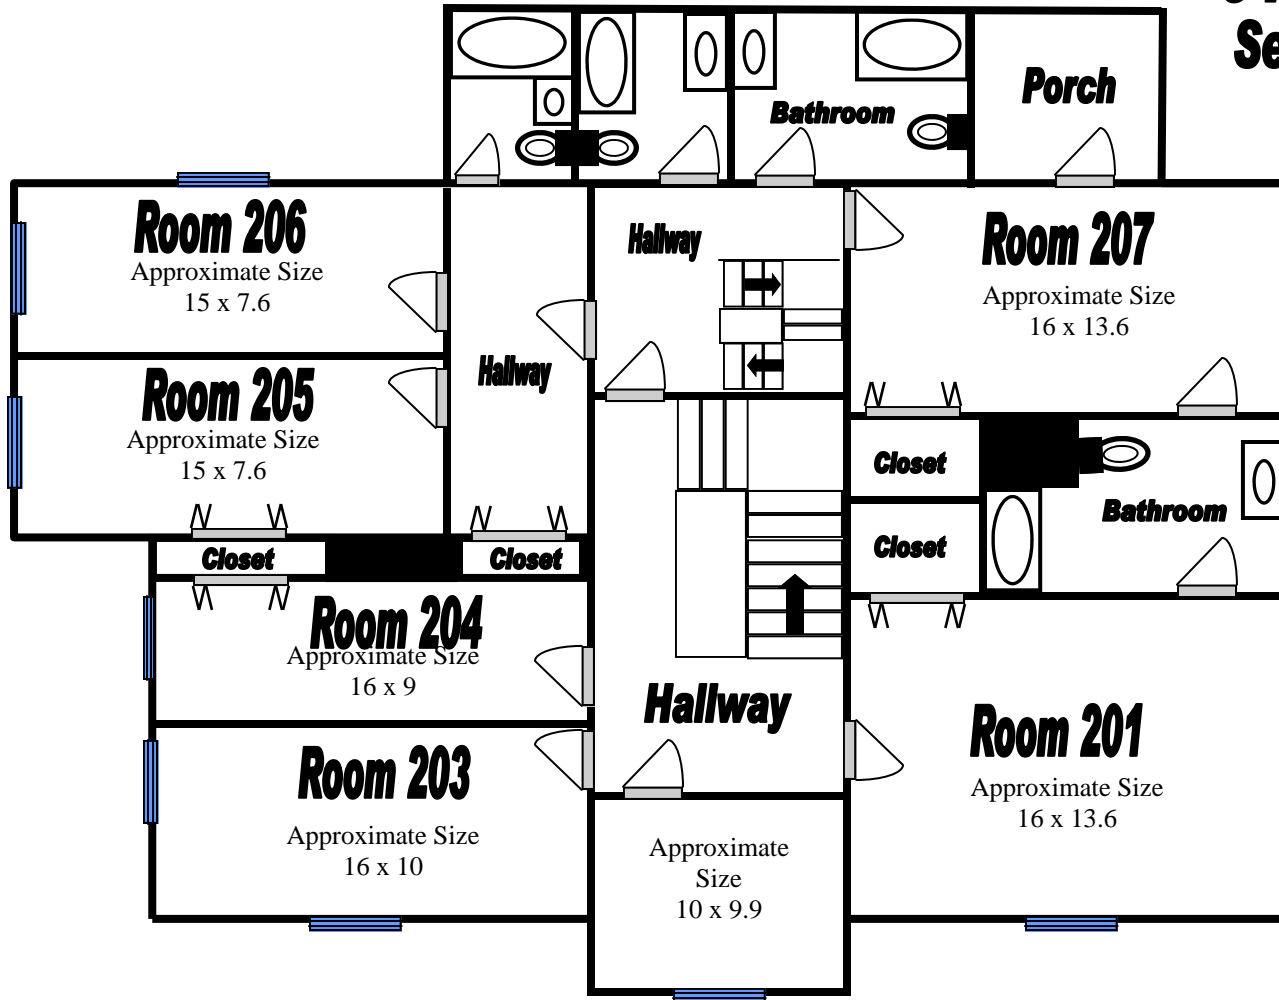 Se
Porch
Bathroom
Room 206
Approximate Size
15 x 7.6
Hallway
Room 207
Approximate Size
16 x 13.6
Hallway
Room 205
Approximate Size
15 x 7.6
Closet
Bathroom
Closet
Closet
Closet
Room 204
Approximate Size
16 x 9
Hallway
Room 203
Approximate Size
16 x 10
Room 201
Approximate Size
16 x 13.6
Approximate
Size
10 x 9.9